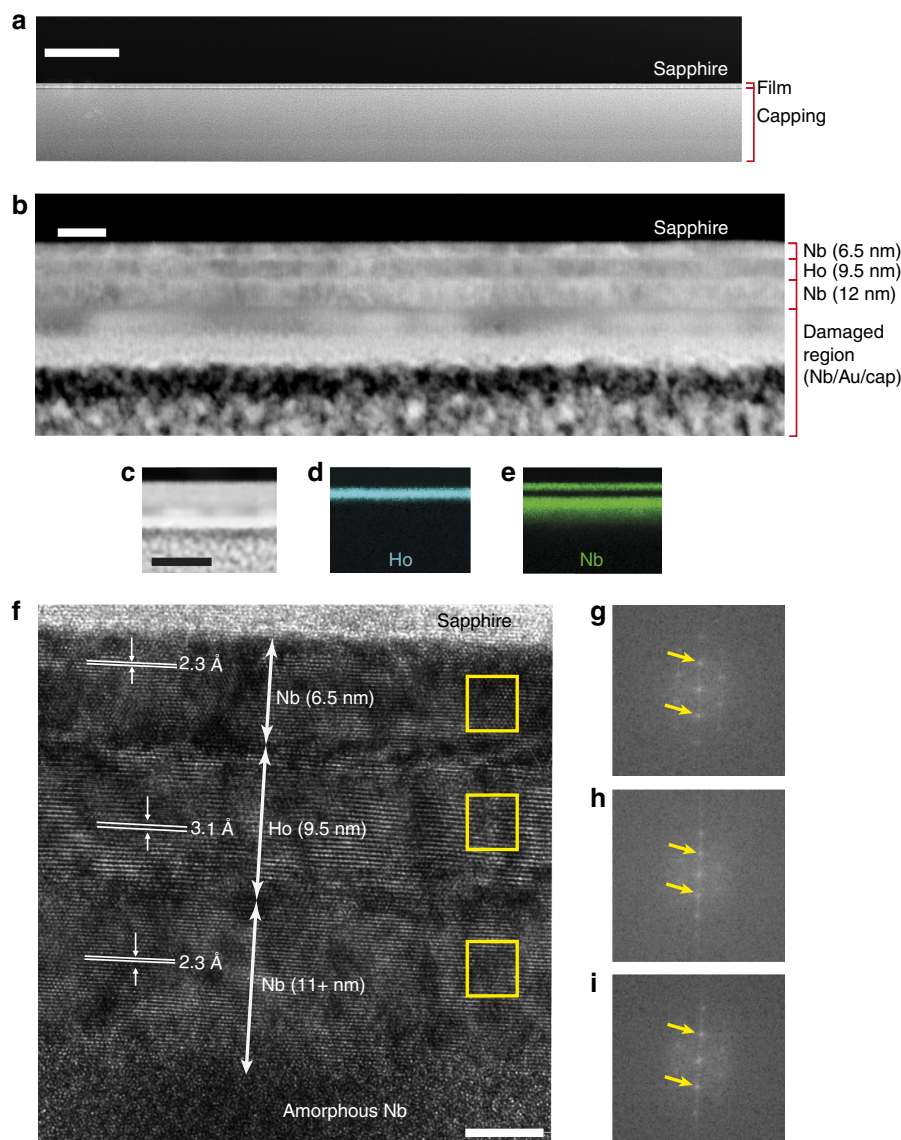 a
Sapphire
Film
Capping
b
Sapphire
Nb (6.5 nm)
Ho (9.5 nm)
Nb (12 nm)
Damaged
region
(Nb/Au/cap)
c
d
Ho
e
Nb
f
Sapphire
2.3 Å
Nb (6.5 nm)
3.1 Å
Ho (9.5 nm)
2.3 Å
Nb (11+ nm)
Amorphous Nb
g
h
i